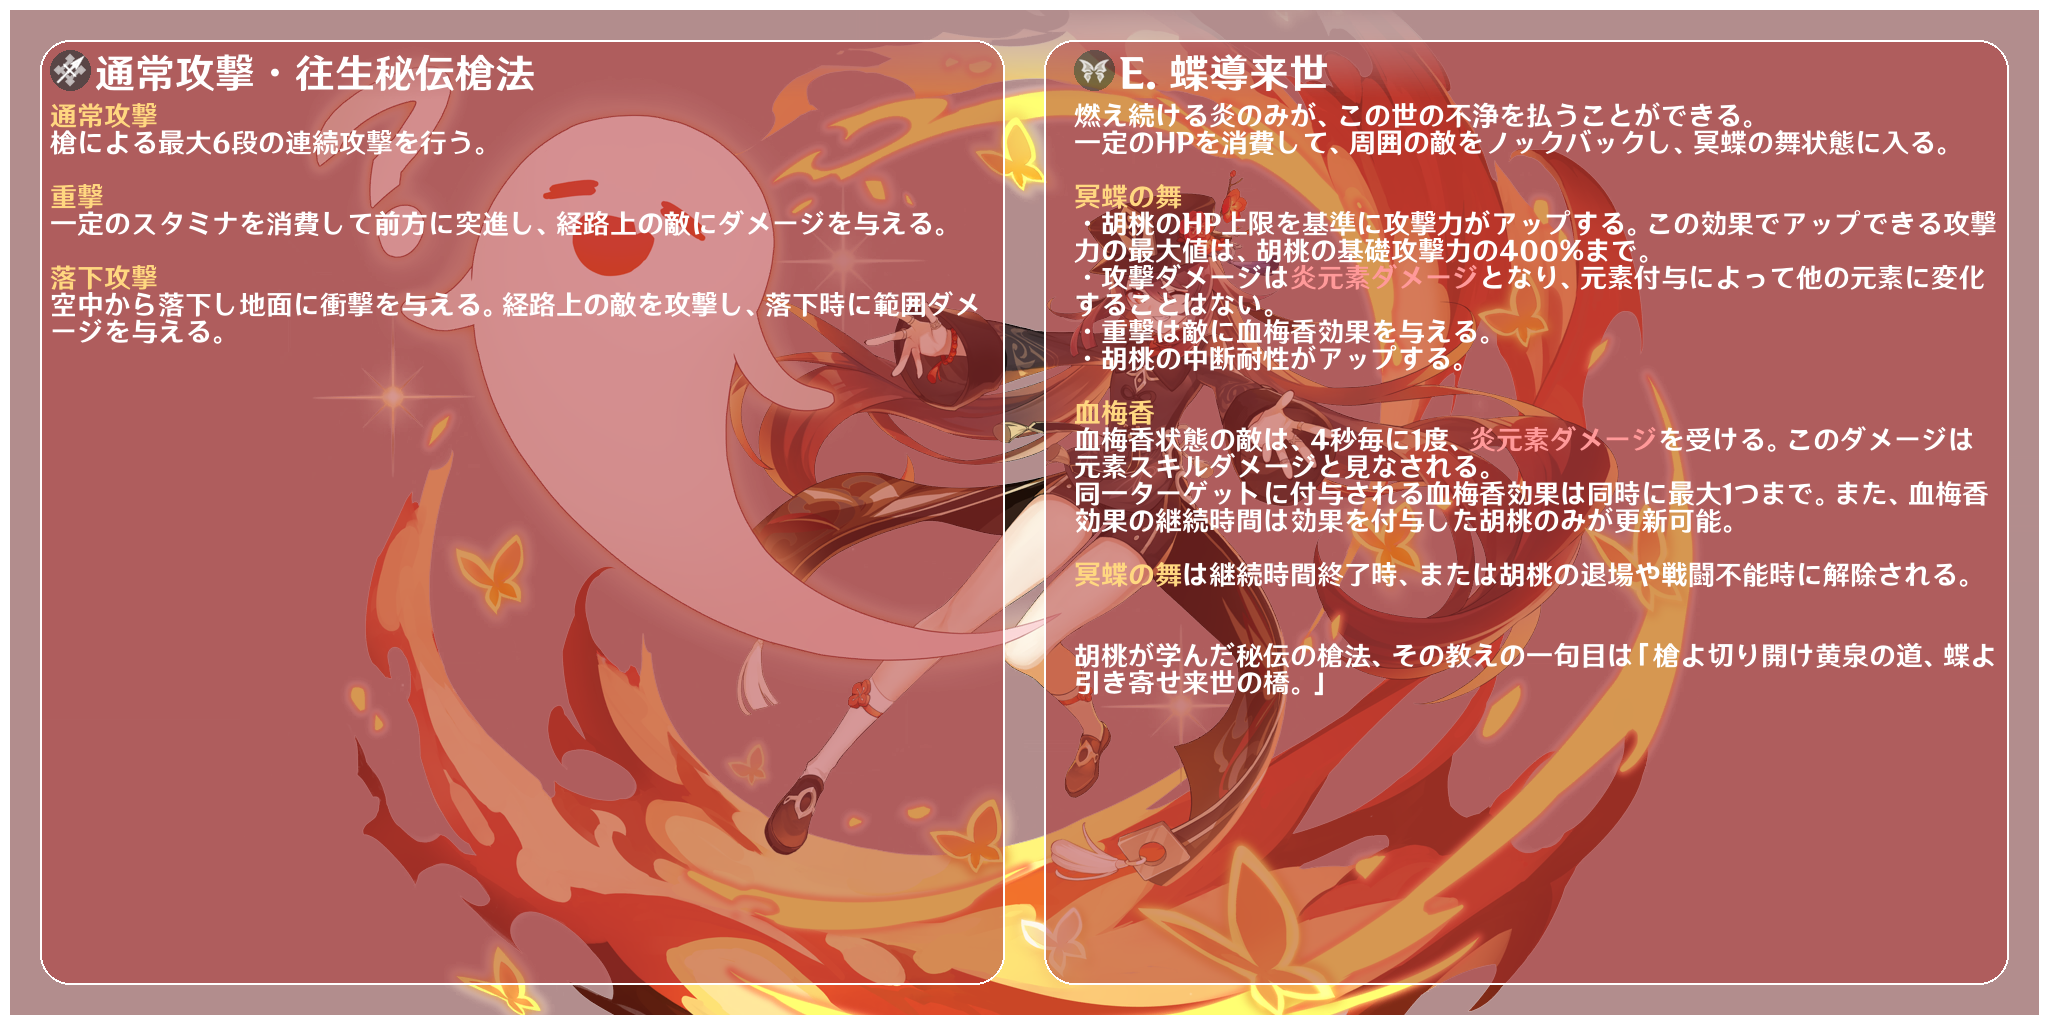 通常攻撃・往生秘伝槍法
通常攻撃
槍による最大6段の連続攻撃を行う。
重撃
一定のスタミナを消費して前方に突進し、経路上の敵にダメージを与える。
落下攻撃
空中から落下し地面に衝撃を与える。経路上の敵を攻撃し、落下時に範囲ダメ
ージを与える。
E. 蝶導来世
燃え続ける炎のみが、この世の不浄を払うことができる。
一定のHPを消費して、周囲の敵をノックバックし、冥蝶の舞状態に入る。
冥蝶の舞
・胡桃のHP上限を基準に攻撃力がアップする。この効果でアップできる攻撃
力の最大値は、胡桃の基礎攻撃力の400%まで。
・攻撃ダメージは炎元素ダメージとなり、元素付与によって他の元素に変化
することはない。
・重撃は敵に血梅香効果を与える。
・胡桃の中断耐性がアップする。
血梅香
血梅香状態の敵は、4秒毎に1度、炎元素ダメージを受ける。このダメージは
元素スキルダメージと見なされる。
同一ターゲットに付与される血梅香効果は同時に最大1つまで。また、血梅香
効果の継続時間は効果を付与した胡桃のみが更新可能。
冥蝶の舞は継続時間終了時、または胡桃の退場や戦闘不能時に解除される。
胡桃が学んだ秘伝の槍法、その教えの一句目は「槍よ切り開け黄泉の道、蝶よ
引き寄せ来世の橋。」